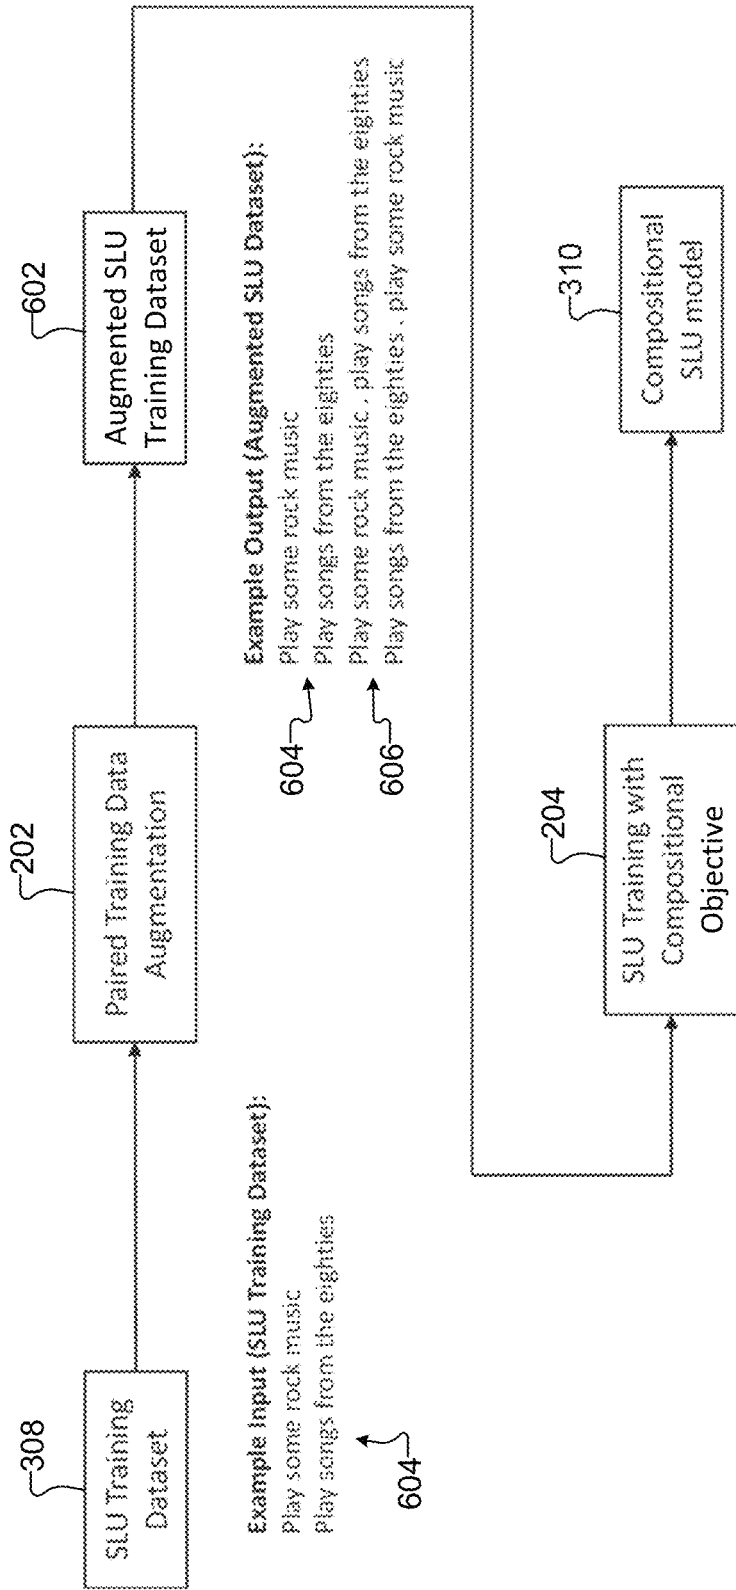 308
SLU Training
Dataset
202
Paired Training Data
Augmentation
602
Augmented SLU
Training Dataset
Example Input (SLU Training Dataset):
Play some rock music
Play songs from the eighties
604
Example Output (Augmented SLU Dataset):
Play some rock music
Play songs from the eighties
Play some rock music , play songs from the eighties
Play songs from the eighties , play some rock music
604
606
204
SLU Training with
Compositional
Objective
310
Compositional
SLU model